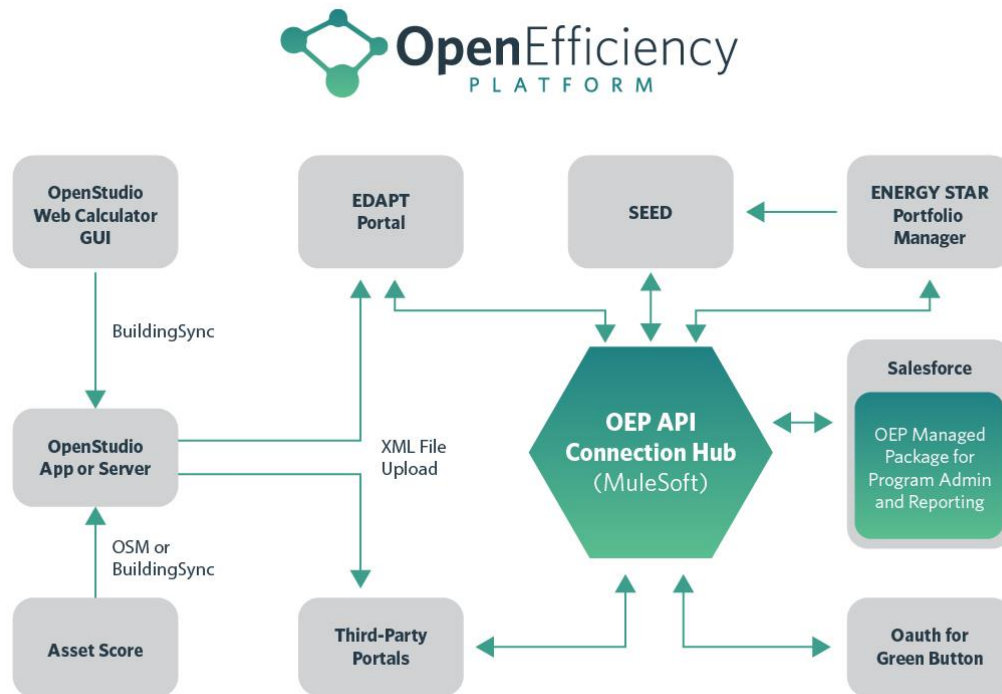 OpenEfficiency
PLATFORM
OpenStudio
Web Calculator
GUI
EDAPT
Portal
SEED
ENERGY STAR
Portfolio
Manager
BuildingSync
Salesforce
OEP Managed
Package for
Program Admin
and Reporting
OEP API
Connection Hub
(MuleSoft)
OpenStudio
App or Server
XML File
Upload
OSM or
BuildingSync
Asset Score
Third-Party
Portals
Oauth for
Green Button